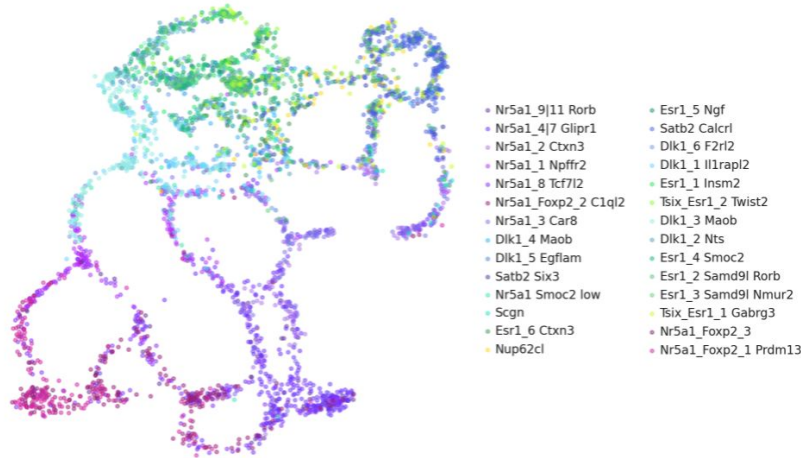 Nr5a1_9|11 Rorb
Nr5a1_4|7 Glipr1
Nr5a1_2 Ctxn3
Nr5a1_1 Npffr2
Nr5a1_8 Tcf7l2
Nr5a1_Foxp2_2 C1ql2
Nr5a1_3 Car8
Dlk1_4 Maob
Dlk1_5 Egflam
Satb2 Six3
Nr5a1 Smoc2 low
Scgn
Esr1_6 Ctxn3
Nup62cl
Esr1_5 Ngf
Satb2 Calcrl
Dlk1_6 F2rl2
Dlk1_1 Il1rapl2
Esr1_1 Insm2
Tsix_Esr1_2 Twist2
Dlk1_3 Maob
Dlk1_2 Nts
Esr1_4 Smoc2
Esr1_2 Samd9l Rorb
Esr1_3 Samd9l Nmur2
Tsix_Esr1_1 Gabrg3
Nr5a1_Foxp2_3
Nr5a1_Foxp2_1 Prdm13